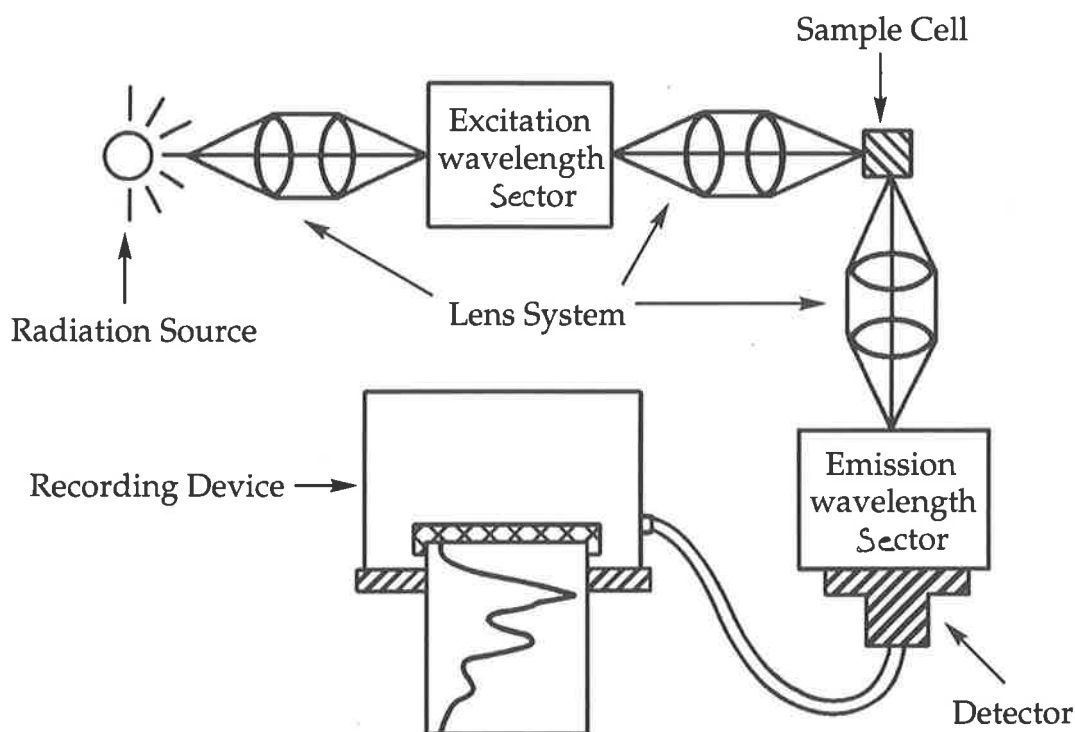 Sample Cell
Excitation
wavelength
Sector
Radiation Source
Lens System
Recording Device
Emission
wavelength
Sector
Detector